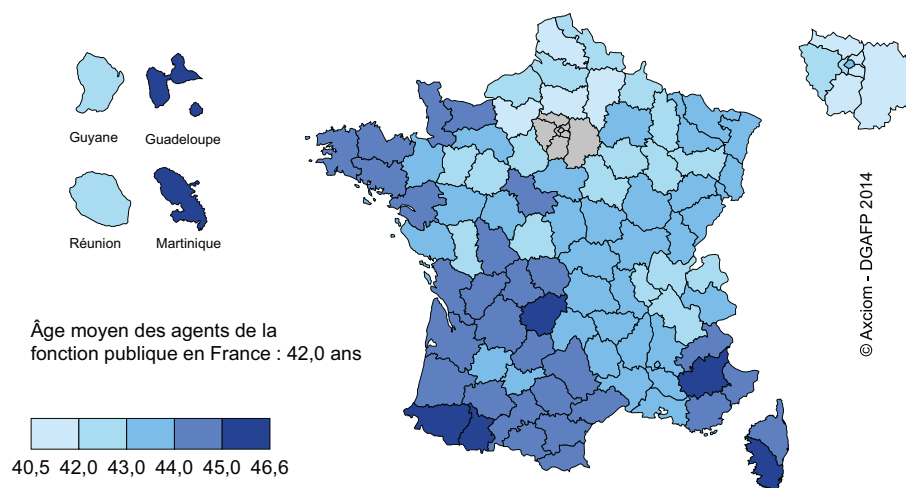 Guyane
Guadeloupe
Réunion
Martinique
Âge moyen des agents de la
fonction publique en France : 42,0 ans
40,5 42,0 43,0 44,0 45,0 46,6
© Axciom - DGAFP 2014